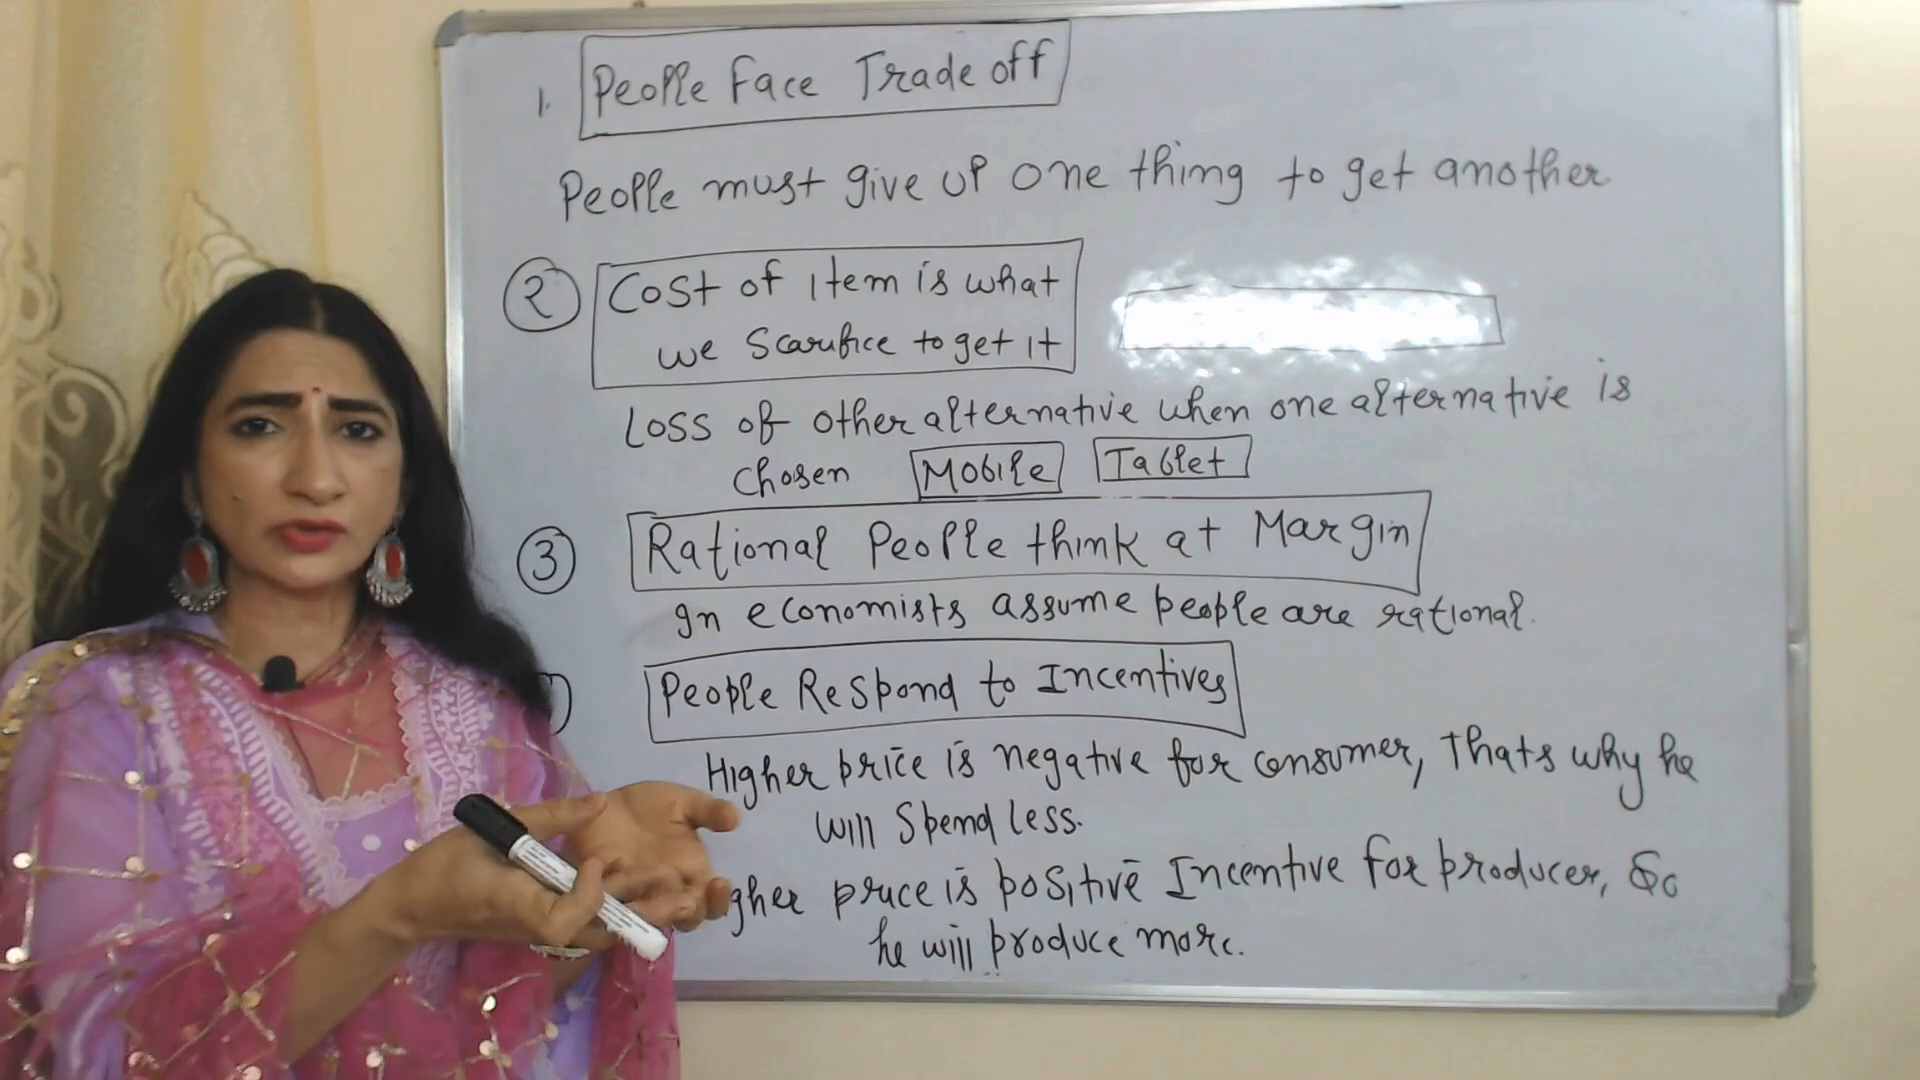 1. People Face Trade off
People must give up one thing to get another
2 Cost of Item is what
we Scarifice to get it
Loss of other alternative when one alternative is
chosen Mobile Tablet
3 Rational People think at Margin
In economists assume people are rational.
People Respond to Incentives
Higher price is negative for consumer, Thats why he
will Spend less.
price is positive Incentive for producer, So
he will produce more.